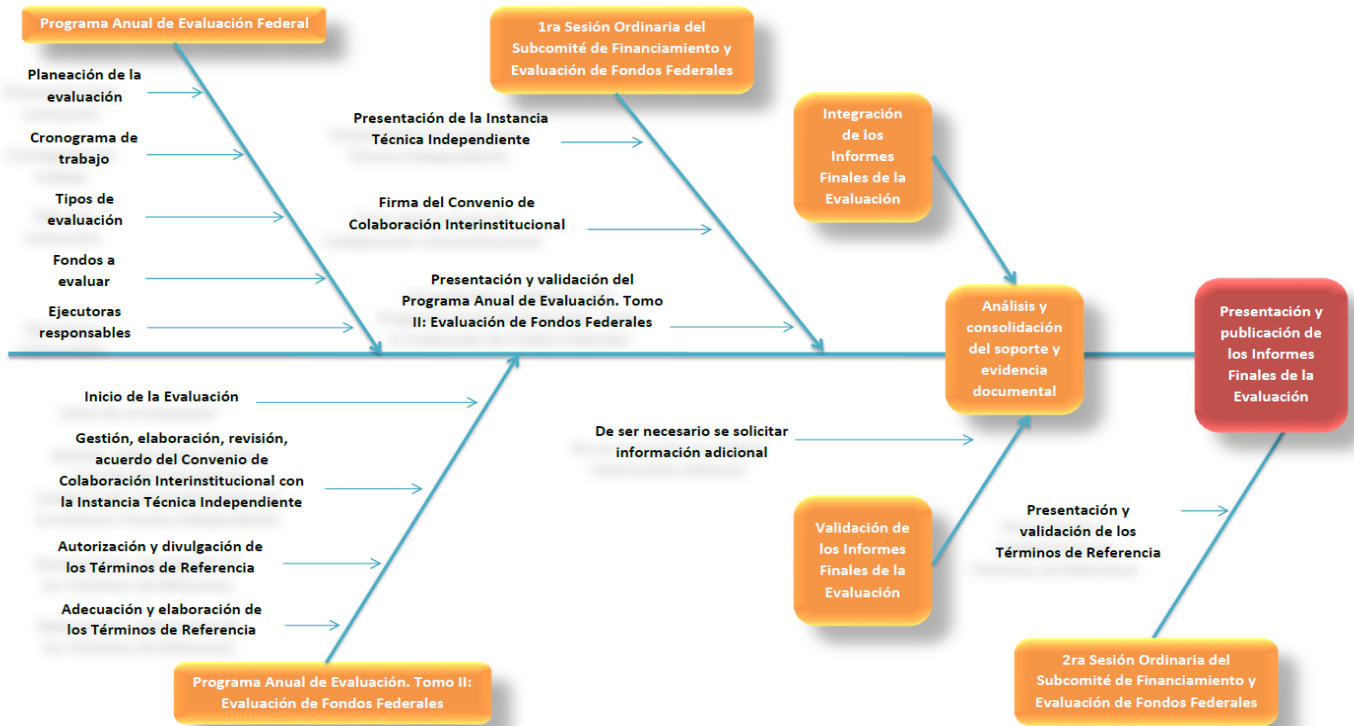 Programa Anual de Evaluación Federal
Planeación de la
evaluación
Cronograma de
trabajo
Tipos de
evaluación
Fondos a
evaluar
Ejecutoras
responsables
1ra Sesión Ordinaria del
Subcomité de Financiamiento y
Evaluación de Fondos Federales
Presentación de la Instancia
Técnica Independiente
Firma del Convenio de
Colaboración Interinstitucional
Presentación y validación del
Programa Anual de Evaluación. Tomo
II: Evaluación de Fondos Federales
Integración
de los
Informes
Finales de la
Evaluación
Análisis y
consolidación
del soporte y
evidencia
documental
Presentación y
publicación de
los Informes
Finales de la
Evaluación
Inicio de la Evaluación
Gestión, elaboración, revisión,
acuerdo del Convenio de
Colaboración Interinstitucional con
la Instancia Técnica Independiente
Autorización y divulgación de
los Términos de Referencia
Adecuación y elaboración de
los Términos de Referencia
Programa Anual de Evaluación. Tomo II:
Evaluación de Fondos Federales
De ser necesario se solicitar
información adicional
Validación de
los Informes
Finales de la
Evaluación
Presentación y
validación de los
Términos de Referencia
2ra Sesión Ordinaria del
Subcomité de Financiamiento y
Evaluación de Fondos Federales